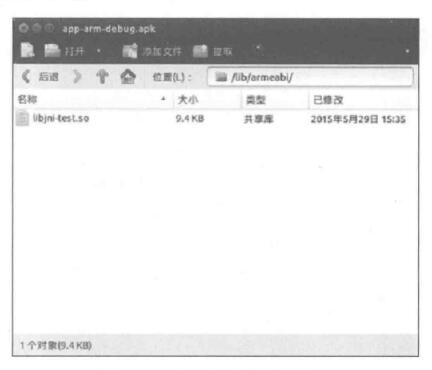 app-arm-debug.apk
打开 添加文件 提取
后退 位置(L)： /lib/armeabi/
名称 大小 类型 已修改
libjni-test.so 9.4 KB 共享库 2015年5月29日 15:35
1 个对象(9.4 KB)